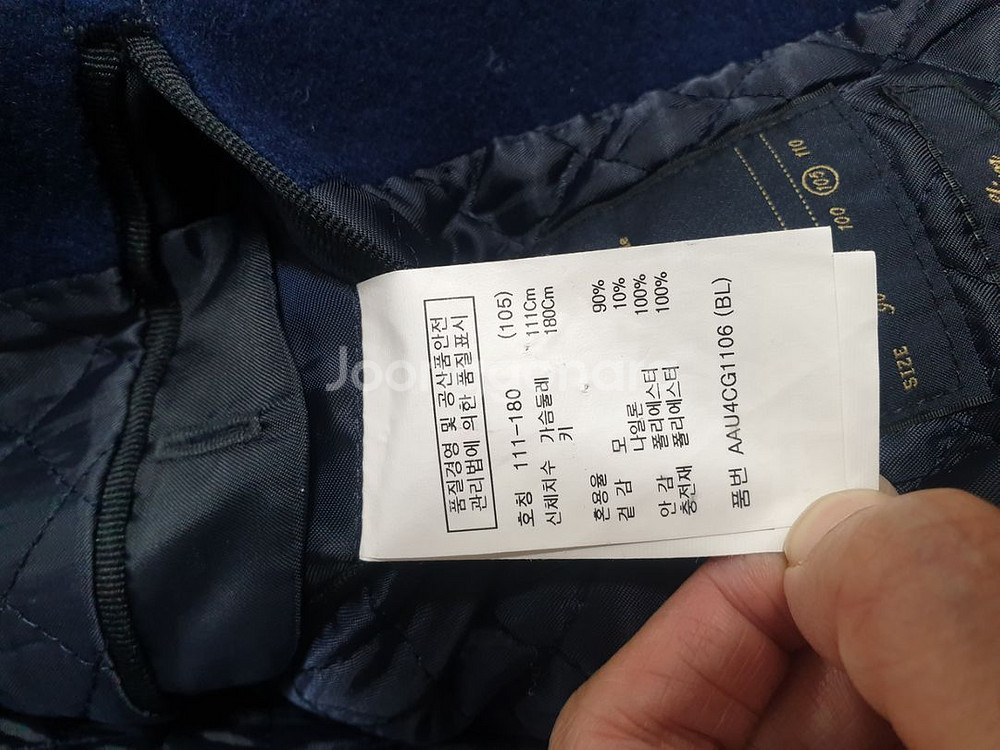 품질경영 및 공산품안전
관리법에 의한 품질표시
호칭 111-180 (105)
신체치수 가슴둘레 111Cm
키 180Cm
혼용율
겉감 모 90%
나일론 10%
안감 폴리에스터 100%
충전재 폴리에스터 100%
품번 AAU4CG1106 (BL)
SIZE 90 100 105 110